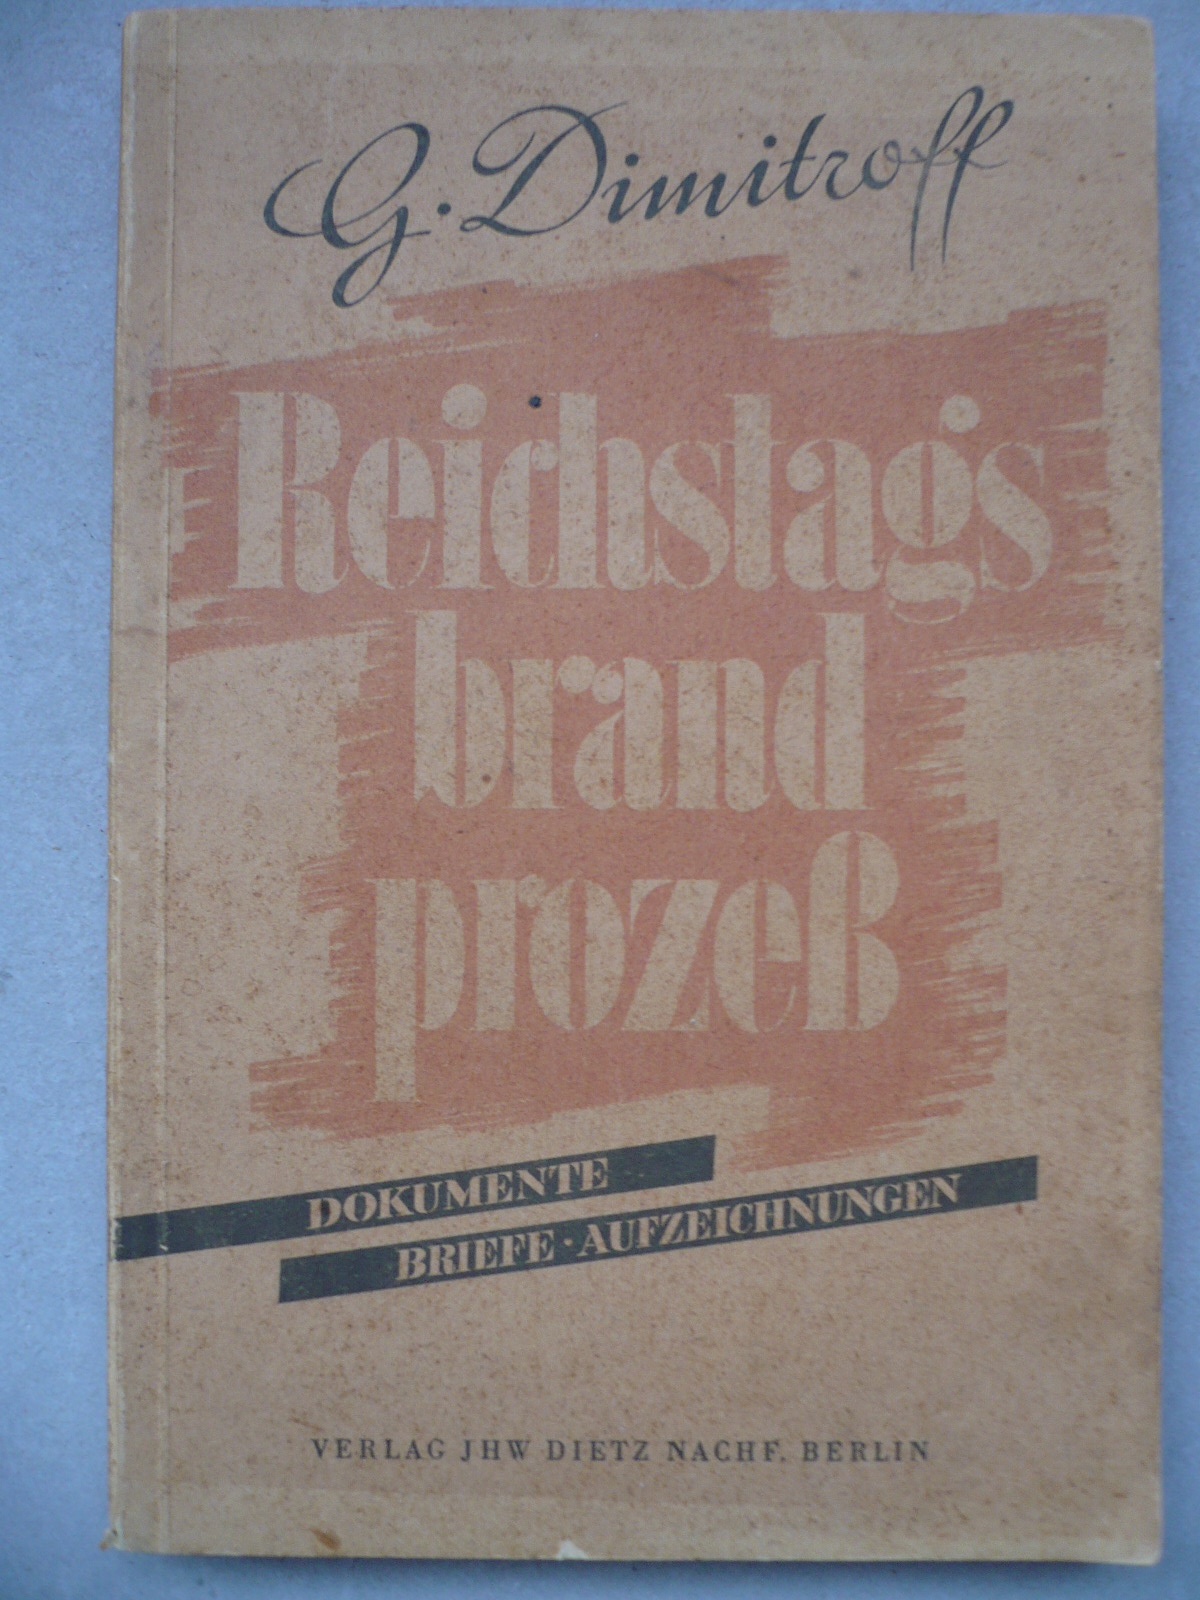 G. Dimitroff
Reichstags
brand
prozeß
DOKUMENTE
BRIEFE · AUFZEICHNUNGEN
VERLAG JHW DIETZ NACHF. BERLIN